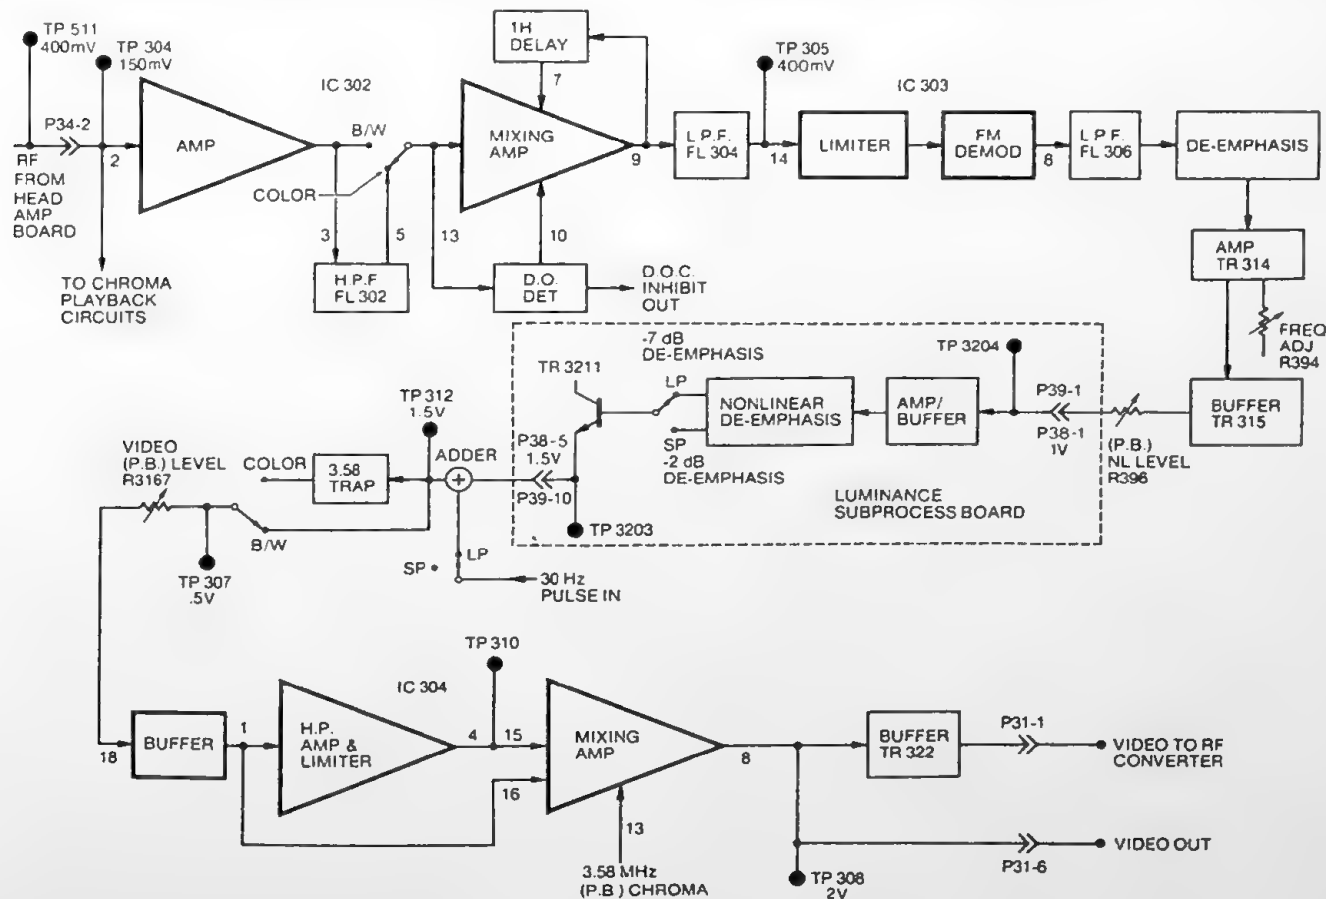 TP 511
400mV
TP 304
150mV
P34-2
RF
FROM
HEAD
AMP
BOARD
2
AMP
TO CHROMA
PLAYBACK
CIRCUITS
IC 302
B/W
COLOR
3
5
H.P.F
FL 302
13
1H
DELAY
7
MIXING
AMP
9
10
D.O.
DET
D.O.C.
INHIBIT
OUT
L.P.F.
FL 304
TP 305
400mV
14
IC 303
LIMITER
FM
DEMOD
8
L.P.F.
FL 306
DE-EMPHASIS
AMP
TR 314
FREQ
ADJ
R394
BUFFER
TR 315
(P.B.)
NL LEVEL
R396
P39-1
P38-1
1V
TP 3204
AMP/
BUFFER
NONLINEAR
DE-EMPHASIS
-7 dB
DE-EMPHASIS
LP
SP
-2 dB
DE-EMPHASIS
TR 3211
LUMINANCE
SUBPROCESS BOARD
P38-5
1.5V
P39-10
TP 3203
ADDER
+
TP 312
1.5V
3.58
TRAP
COLOR
B/W
VIDEO
(P.B.) LEVEL
R3167
TP 307
.5V
SP
LP
30 Hz
PULSE IN
18
BUFFER
1
H.P.
AMP &
LIMITER
IC 304
4
TP 310
15
16
MIXING
AMP
13
3.58 MHz
(P.B.) CHROMA
8
BUFFER
TR 322
P31-1
VIDEO TO RF
CONVERTER
P31-6
VIDEO OUT
TP 308
2V